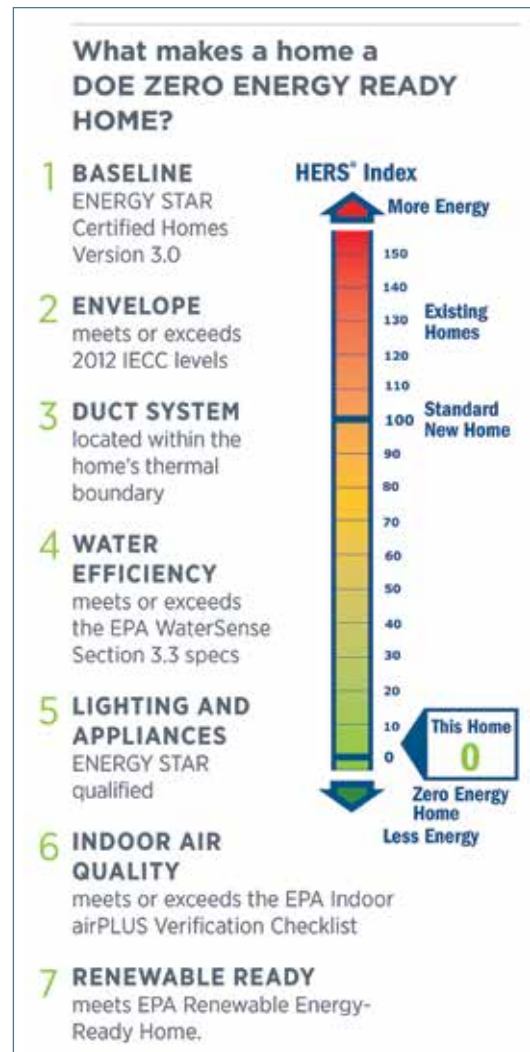 What makes a home a
DOE ZERO ENERGY READY
HOME?
1 BASELINE
ENERGY STAR
Certified Homes
Version 3.0
2 ENVELOPE
meets or exceeds
2012 IECC levels
3 DUCT SYSTEM
located within the
home's thermal
boundary
4 WATER
EFFICIENCY
meets or exceeds
the EPA WaterSense
Section 3.3 specs
5 LIGHTING AND
APPLIANCES
ENERGY STAR
qualified
6 INDOOR AIR
QUALITY
meets or exceeds the EPA Indoor
airPLUS Verification Checklist
7 RENEWABLE READY
meets EPA Renewable Energy-
Ready Home.
HERS® Index
More Energy
150
140
130
120
110
100
90
80
70
60
50
40
30
20
10
0
Existing
Homes
Standard
New Home
This Home
0
Zero Energy
Home
Less Energy